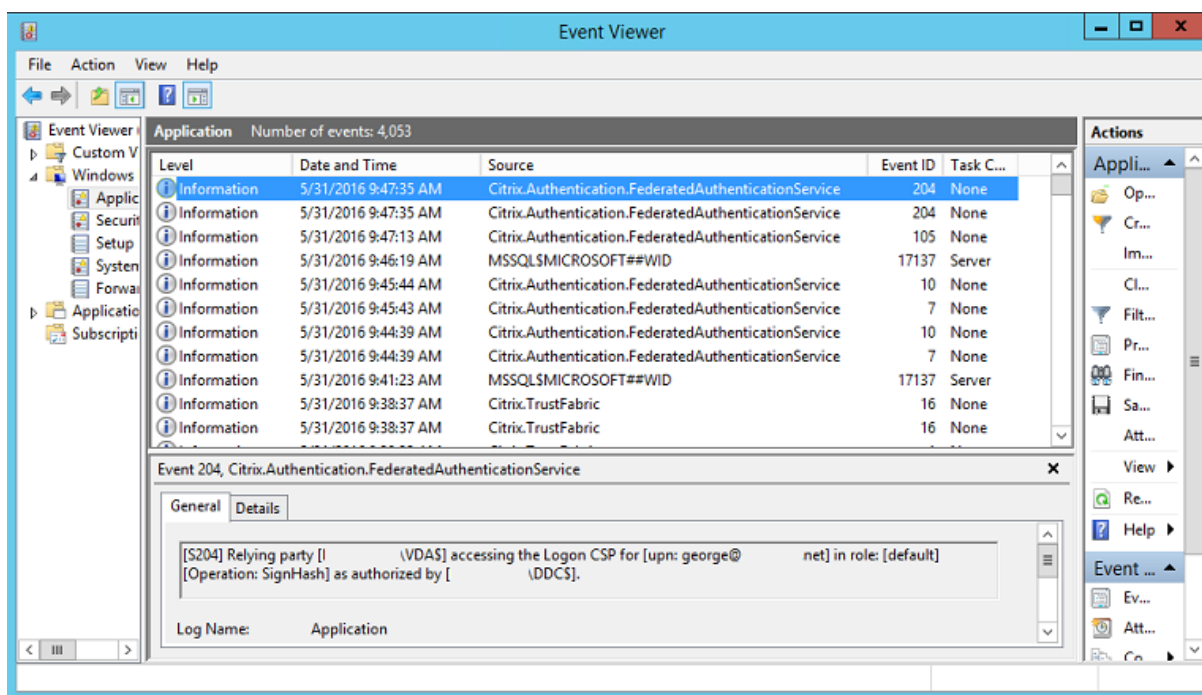 Event Viewer
File Action View Help
Event Viewer
Custom V
Windows
Applic
Securit
Setup
System
Forwar
Applicatio
Subscripti
Application Number of events: 4,053
Level Date and Time Source Event ID Task C...
Information 5/31/2016 9:47:35 AM Citrix.Authentication.FederatedAuthenticationService 204 None
Information 5/31/2016 9:47:35 AM Citrix.Authentication.FederatedAuthenticationService 204 None
Information 5/31/2016 9:47:13 AM Citrix.Authentication.FederatedAuthenticationService 105 None
Information 5/31/2016 9:46:19 AM MSSQL$MICROSOFT##WID 17137 Server
Information 5/31/2016 9:45:44 AM Citrix.Authentication.FederatedAuthenticationService 10 None
Information 5/31/2016 9:45:43 AM Citrix.Authentication.FederatedAuthenticationService 7 None
Information 5/31/2016 9:44:39 AM Citrix.Authentication.FederatedAuthenticationService 10 None
Information 5/31/2016 9:44:39 AM Citrix.Authentication.FederatedAuthenticationService 7 None
Information 5/31/2016 9:41:23 AM MSSQL$MICROSOFT##WID 17137 Server
Information 5/31/2016 9:38:37 AM Citrix.TrustFabric 16 None
Information 5/31/2016 9:38:37 AM Citrix.TrustFabric 16 None
Event 204, Citrix.Authentication.FederatedAuthenticationService
General Details
[S204] Relying party [I \VDA$] accessing the Logon CSP for [upn: george@ net] in role: [default]
[Operation: SignHash] as authorized by [ \DDC$].
Log Name: Application
Actions
Appli...
Op...
Cr...
Im...
Cl...
Filt...
Pr...
Fin...
Sa...
Att...
View
Re...
Help
Event ...
Ev...
Att...
Co...